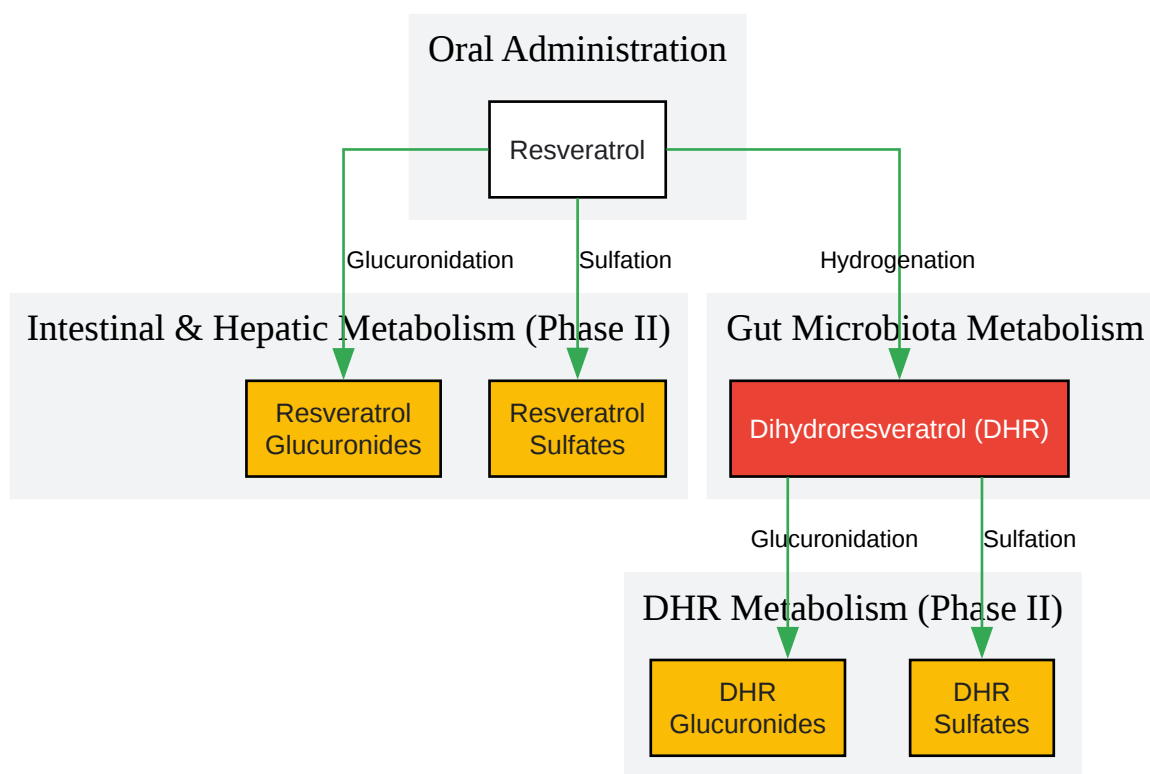 Oral Administration
Resveratrol
Glucuronidation
Sulfation
Hydrogenation
Intestinal & Hepatic Metabolism (Phase II)
Gut Microbiota Metabolism
Resveratrol
Glucuronides
Resveratrol
Sulfates
Dihydroresveratrol (DHR)
Glucuronidation
Sulfation
DHR Metabolism (Phase II)
DHR
Glucuronides
DHR
Sulfates